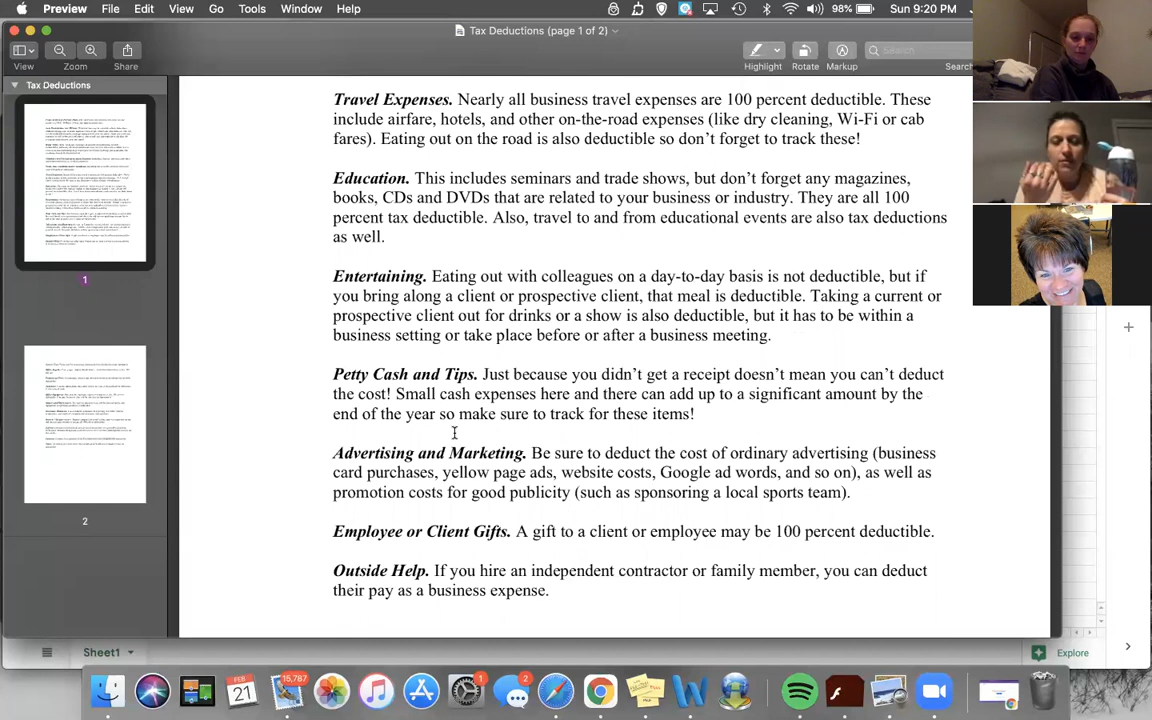 Preview File Edit View Go Tools Window Help 98% Sun 9:20 PM
Tax Deductions (page 1 of 2)
Search
View Zoom Share Highlight Rotate Markup Search
Tax Deductions
1
2
Travel Expenses. Nearly all business travel expenses are 100 percent deductible. These
include airfare, hotels, and other on-the-road expenses (like dry cleaning, Wi-Fi or cab
fares). Eating out on the road is also deductible so don’t forget to track these!
Education. This includes seminars and trade shows, but don’t forget any magazines,
books, CDs and DVDs that are related to your business or industry. They are all 100
percent tax deductible. Also, travel to and from educational events are also tax deductions
as well.
Entertaining. Eating out with colleagues on a day-to-day basis is not deductible, but if
you bring along a client or prospective client, that meal is deductible. Taking a current or
prospective client out for drinks or a show is also deductible, but it has to be within a
business setting or take place before or after a business meeting.
Petty Cash and Tips. Just because you didn’t get a receipt doesn’t mean you can’t deduct
the cost! Small cash expenses here and there can add up to a significant amount by the
end of the year so make sure to track for these items!
Advertising and Marketing. Be sure to deduct the cost of ordinary advertising (business
card purchases, yellow page ads, website costs, Google ad words, and so on), as well as
promotion costs for good publicity (such as sponsoring a local sports team).
Employee or Client Gifts. A gift to a client or employee may be 100 percent deductible.
Outside Help. If you hire an independent contractor or family member, you can deduct
their pay as a business expense.
Sheet1 Explore
FEB 21 15,787 1 2